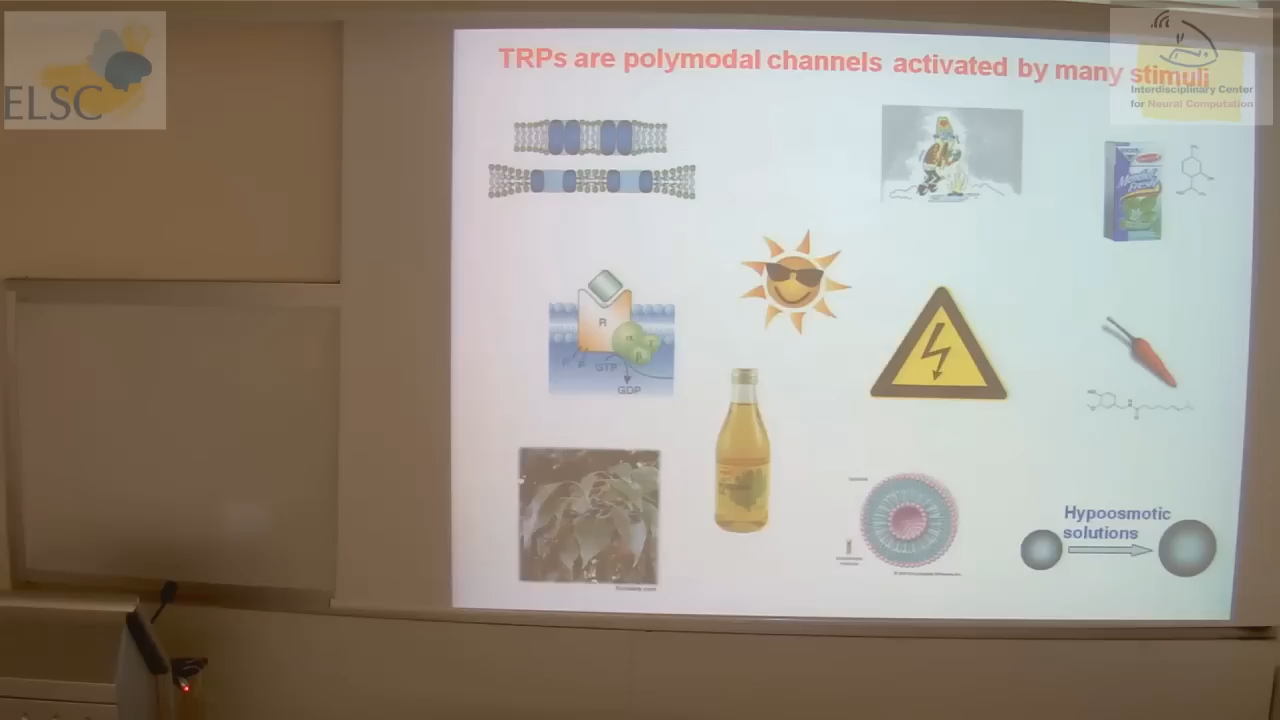 ELSC
TRPs are polymodal channels activated by many stimuli
Interdisciplinary Center
for Neural Computation
R
GTP
GDP
Hypoosmotic
solutions